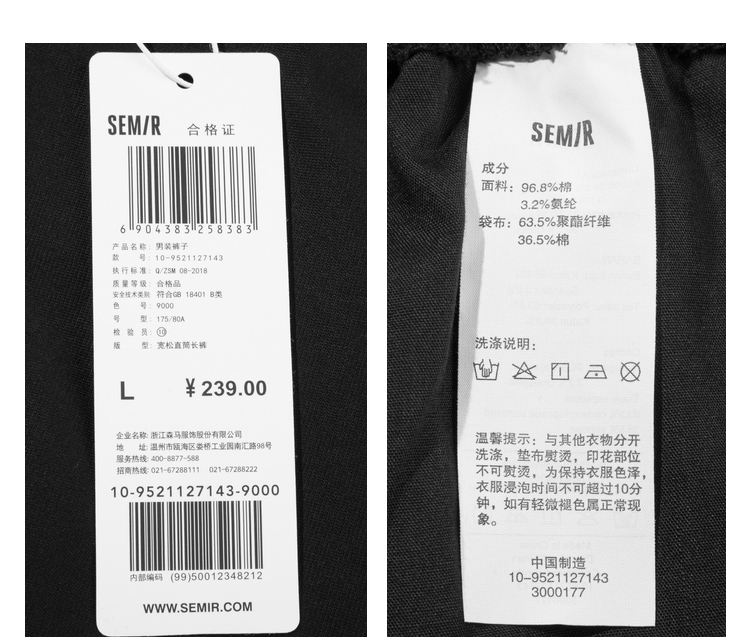 SEMIR 合格证
6 904383 258383
产品名称: 男装裤子
款 号: 10-9521127143
执行标准: Q/ZSM 08-2018
质量等级: 合格品
安全技术类别: 符合GB 18401 B类
色 号: 9000
号 型: 175/80A
检 验 员: 10
版 型: 宽松直筒长裤
L ¥ 239.00
企业名称: 浙江森马服饰股份有限公司
地 址: 温州市瓯海区娄桥工业园南汇路98号
服务热线: 400-8877-588
招商热线: 021-67288111 021-67288222
10-9521127143-9000
内部编码 (99)50012348212
WWW.SEMIR.COM
SEMIR
成分
面料: 96.8%棉
3.2%氨纶
袋布: 63.5%聚酯纤维
36.5%棉
洗涤说明:
温馨提示: 与其他衣物分开
洗涤, 垫布熨烫, 印花部位
不可熨烫, 为保持衣服色泽,
衣服浸泡时间不可超过10分
钟, 如有轻微褪色属正常现
象。
中国制造
10-9521127143
3000177